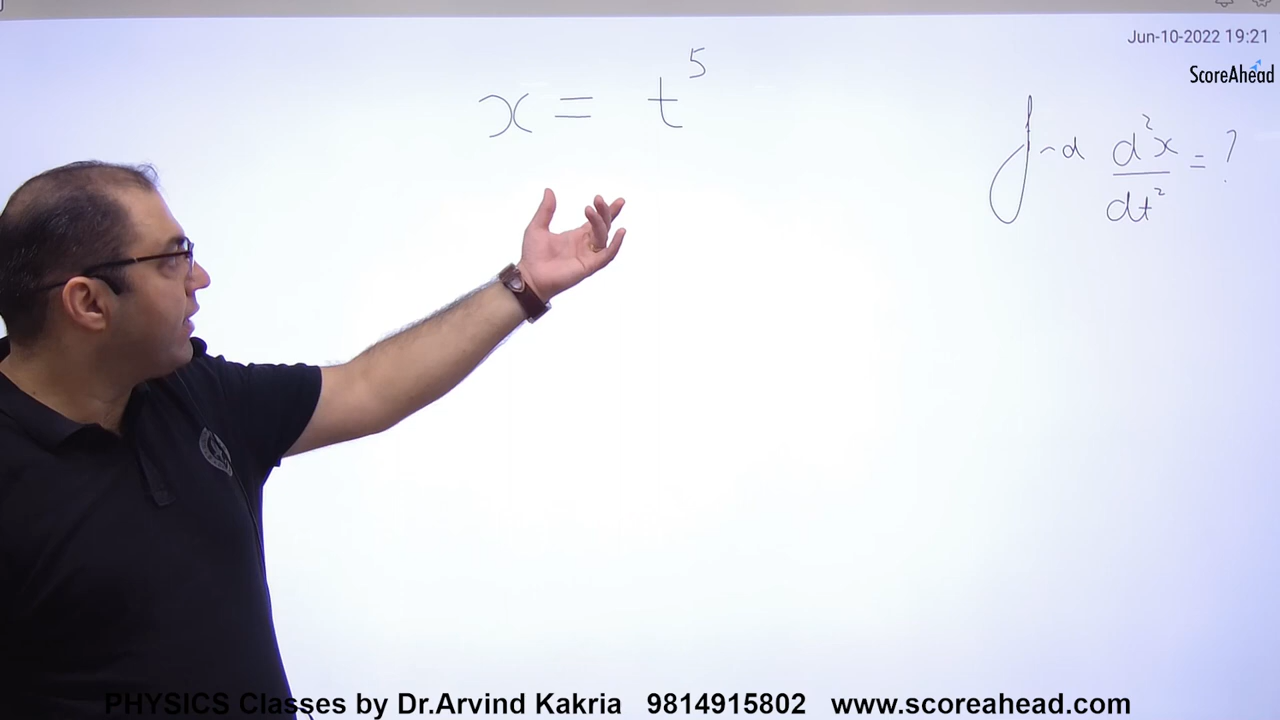 Jun-10-2022 19:21
ScoreAhead
x = t⁵
find d²x/dt² = ?
PHYSICS Classes by Dr.Arvind Kakria 9814915802 www.scoreahead.com